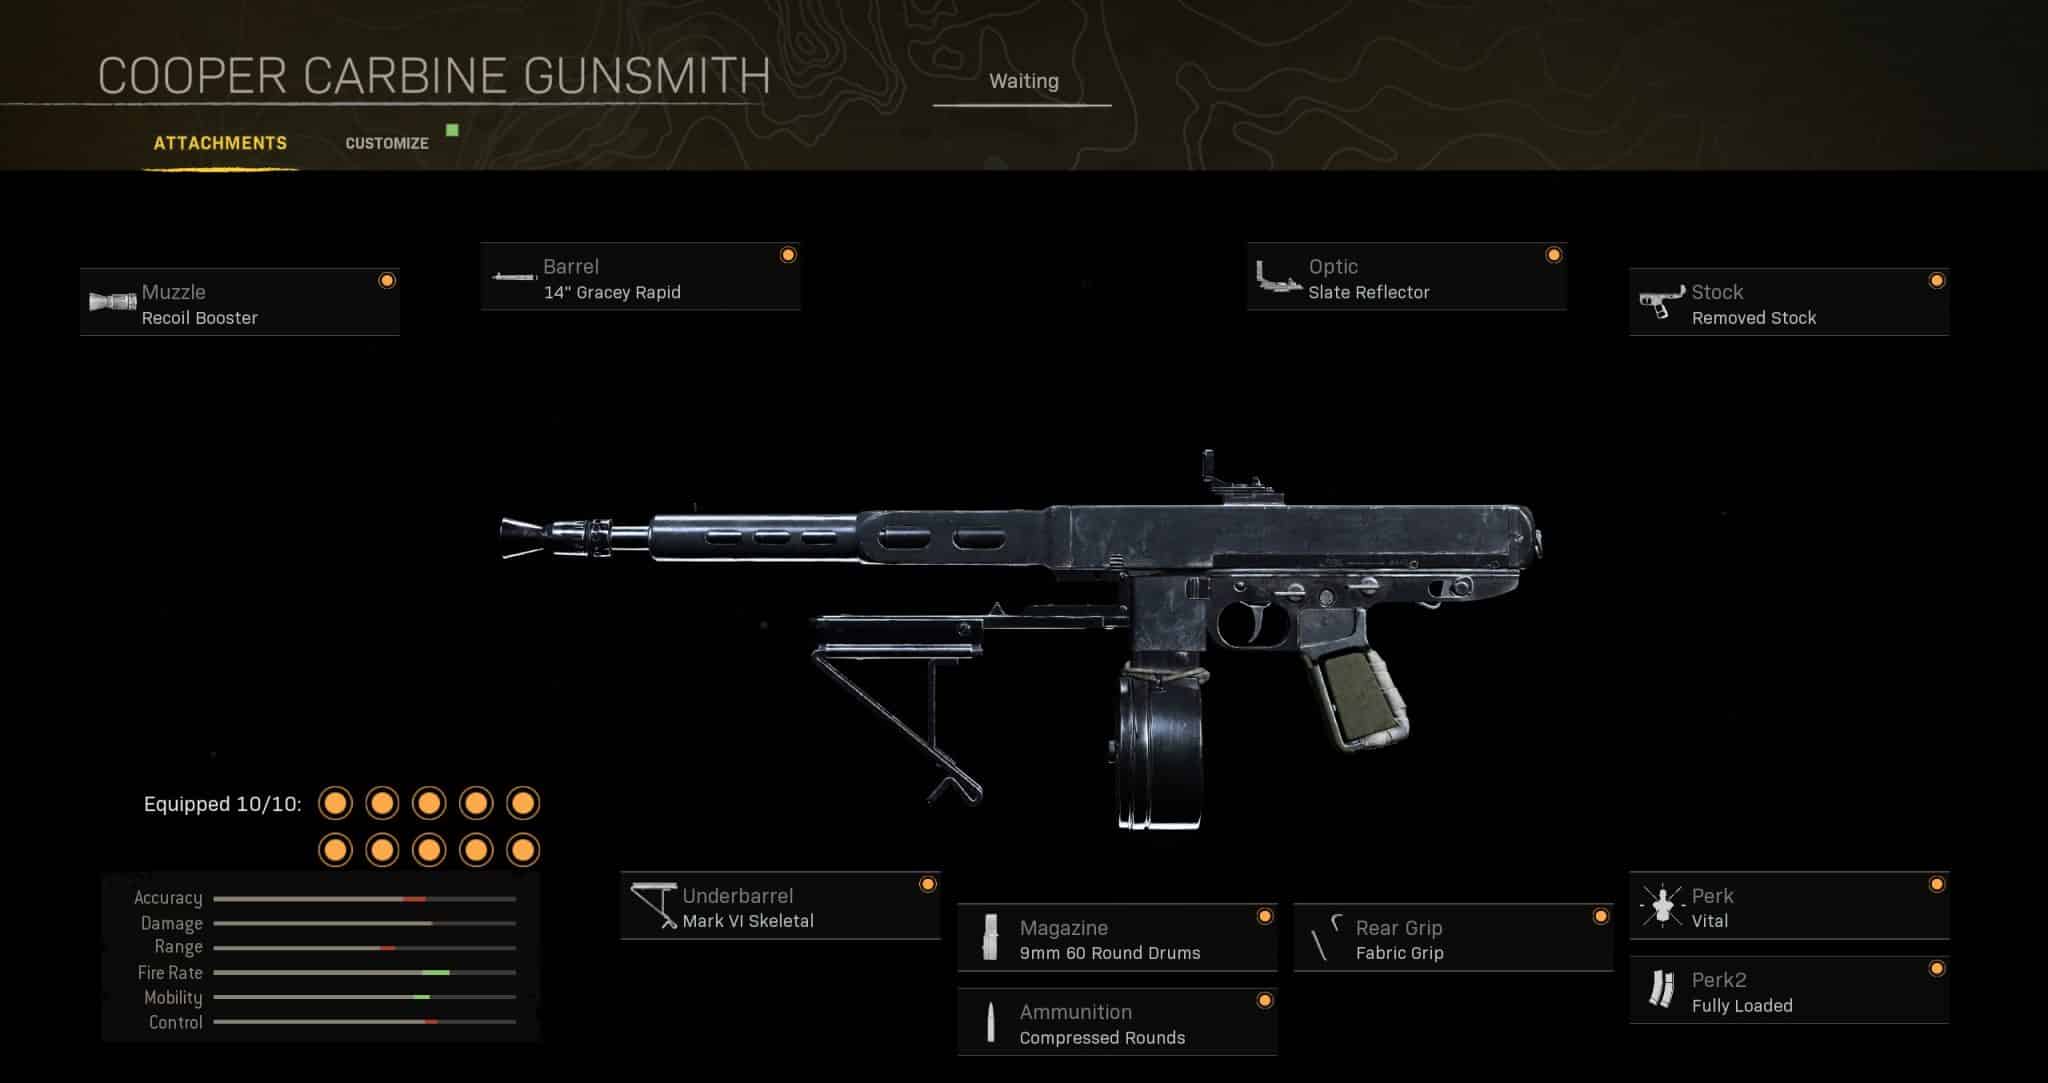 COOPER CARBINE GUNSMITH
Waiting
ATTACHMENTS
CUSTOMIZE
Muzzle
Recoil Booster
Barrel
14" Gracey Rapid
Optic
Slate Reflector
Stock
Removed Stock
Equipped 10/10:
Accuracy
Damage
Range
Fire Rate
Mobility
Control
Underbarrel
Mark VI Skeletal
Magazine
9mm 60 Round Drums
Ammunition
Compressed Rounds
Rear Grip
Fabric Grip
Perk
Vital
Perk2
Fully Loaded